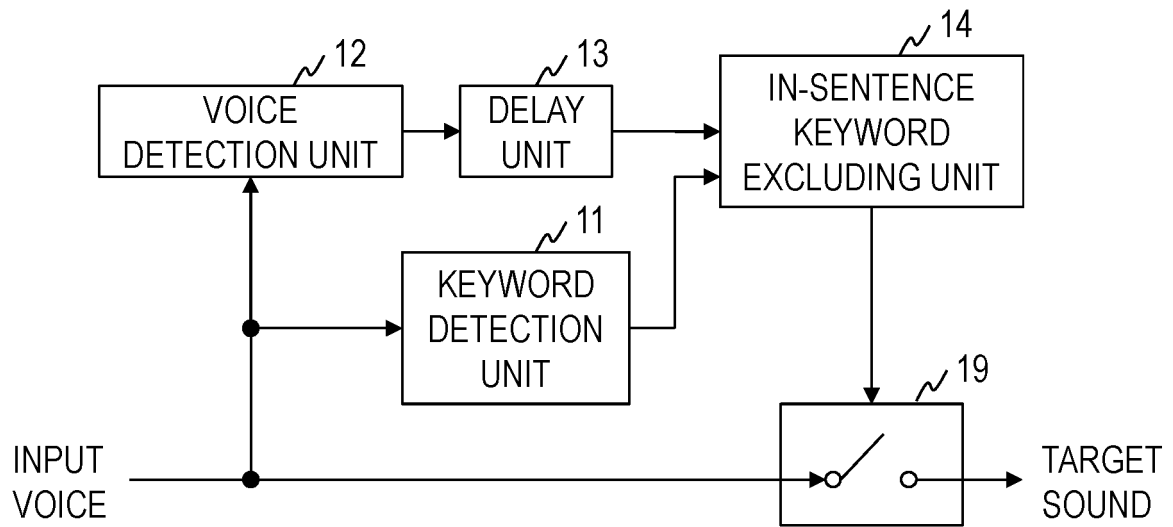 12
VOICE
DETECTION UNIT
13
DELAY
UNIT
14
IN-SENTENCE
KEYWORD
EXCLUDING UNIT
11
KEYWORD
DETECTION
UNIT
19
INPUT
VOICE
TARGET
SOUND